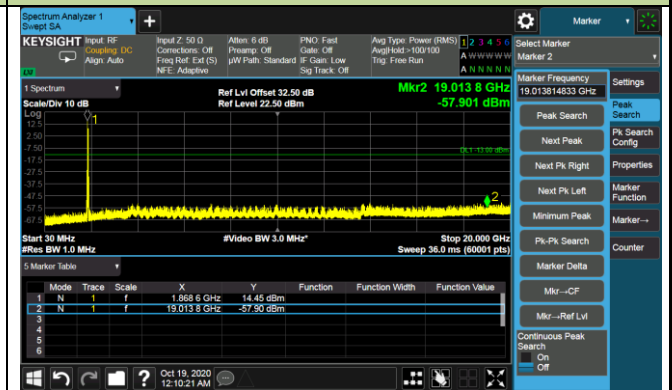 Spectrum Analyzer 1
Swept SA
+
Marker
KEYSIGHT
Input: RF
Coupling: DC
Align: Auto
Input Z: 50 Ω
Corrections: Off
Freq Ref: Ext (S)
NFE: Adaptive
Atten: 6 dB
Preamp: Off
µW Path: Standard
PNO: Fast
Gate: Off
IF Gain: Low
Sig Track: Off
Avg Type: Power (RMS)
Avg|Hold:>100/100
Trig: Free Run
1 2 3 4 5 6
A W W W W W
A N N N N N
LW
Select Marker
Marker 2
1 Spectrum
Scale/Div 10 dB
Log
Ref Lvl Offset 32.50 dB
Ref Level 22.50 dBm
Mkr2 19.013 8 GHz
-57.901 dBm
12.5
2.50
-7.50
-17.5
-27.5
-37.5
-47.5
-57.5
-67.5
1
DL1 -13.00 dBm
2
Start 30 MHz
#Res BW 1.0 MHz
#Video BW 3.0 MHz*
Stop 20.000 GHz
Sweep 36.0 ms (60001 pts)
5 Marker Table
Mode Trace Scale X Y Function Function Width Function Value
1 N 1 f 1.868 6 GHz 14.45 dBm
2 N 1 f 19.013 8 GHz -57.90 dBm
3
4
5
6
Marker Frequency
19.013814833 GHz
Peak Search
Next Peak
Next Pk Right
Next Pk Left
Minimum Peak
Pk-Pk Search
Marker Delta
Mkr→CF
Mkr→Ref Lvl
Continuous Peak
Search
On
Off
Settings
Peak
Search
Pk Search
Config
Properties
Marker
Function
Marker→
Counter
?
Oct 19, 2020
12:10:21 AM